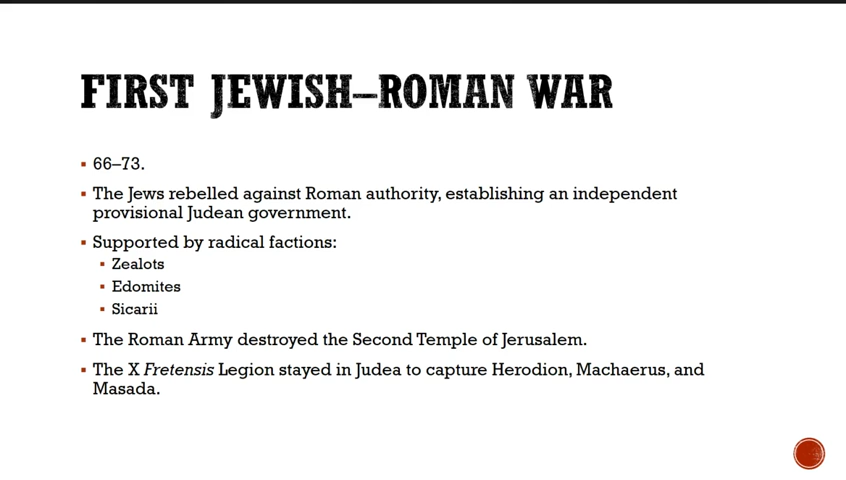 FIRST JEWISH–ROMAN WAR
▪ 66–73.
▪ The Jews rebelled against Roman authority, establishing an independent
provisional Judean government.
▪ Supported by radical factions:
▪ Zealots
▪ Edomites
▪ Sicarii
▪ The Roman Army destroyed the Second Temple of Jerusalem.
▪ The X Fretensis Legion stayed in Judea to capture Herodion, Machaerus, and
Masada.